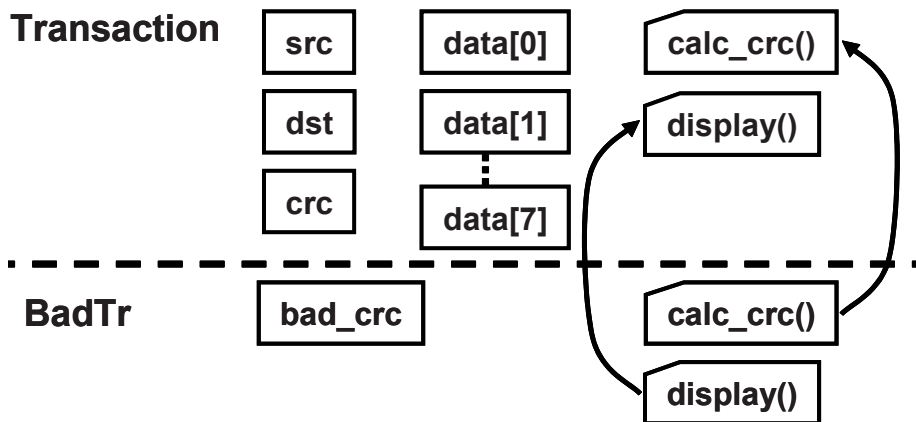 Transaction
src
data[0]
calc_crc()
dst
data[1]
display()
crc
data[7]
BadTr
bad_crc
calc_crc()
display()